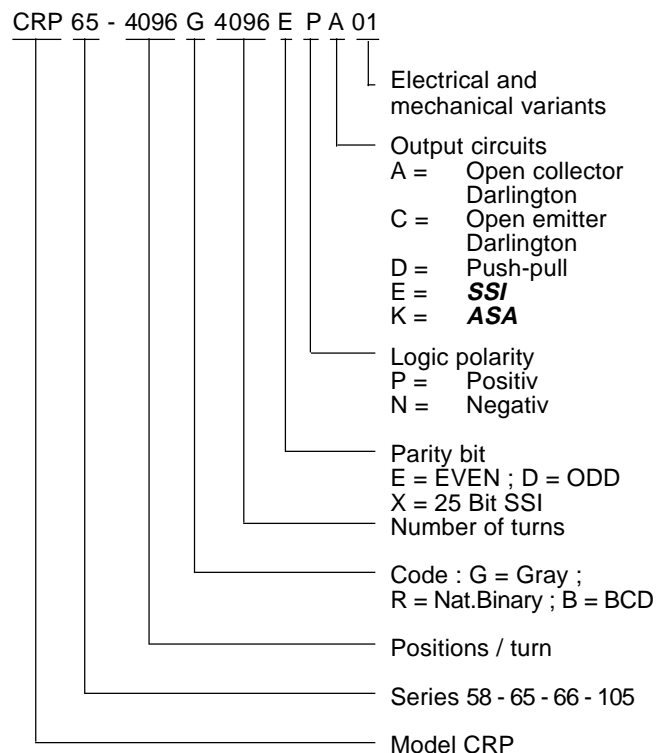 CRP 65 - 4096 G 4096 E P A 01
Electrical and
mechanical variants
Output circuits
A = Open collector
Darlington
C = Open emitter
Darlington
D = Push-pull
E = SSI
K = ASA
Logic polarity
P = Positiv
N = Negativ
Parity bit
E = EVEN ; D = ODD
X = 25 Bit SSI
Number of turns
Code : G = Gray ;
R = Nat.Binary ; B = BCD
Positions / turn
Series 58 - 65 - 66 - 105
Model CRP